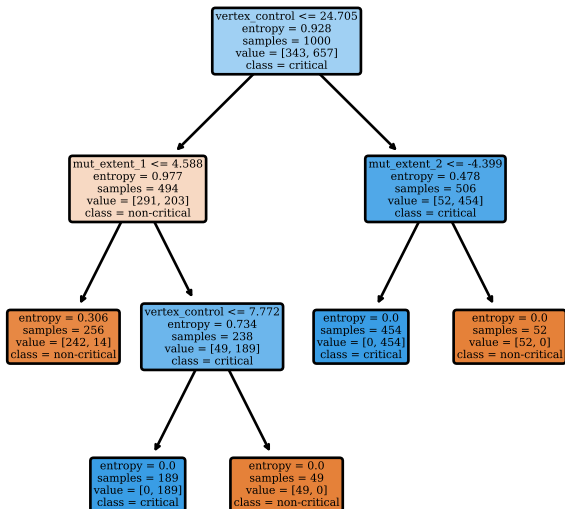 vertex_control <= 24.705
entropy = 0.928
samples = 1000
value = [343, 657]
class = critical
mut_extent_1 <= 4.588
entropy = 0.977
samples = 494
value = [291, 203]
class = non-critical
mut_extent_2 <= -4.399
entropy = 0.478
samples = 506
value = [52, 454]
class = critical
entropy = 0.306
samples = 256
value = [242, 14]
class = non-critical
vertex_control <= 7.772
entropy = 0.734
samples = 238
value = [49, 189]
class = critical
entropy = 0.0
samples = 454
value = [0, 454]
class = critical
entropy = 0.0
samples = 52
value = [52, 0]
class = non-critical
entropy = 0.0
samples = 189
value = [0, 189]
class = critical
entropy = 0.0
samples = 49
value = [49, 0]
class = non-critical